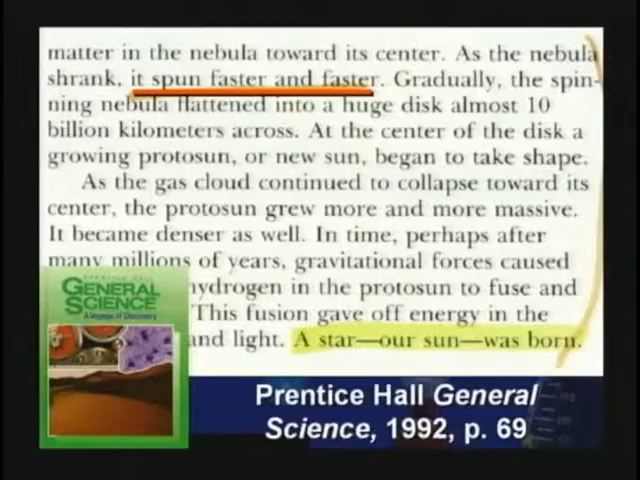 matter in the nebula toward its center. As the nebula
shrank, it spun faster and faster. Gradually, the spin-
ning nebula flattened into a huge disk almost 10
billion kilometers across. At the center of the disk a
growing protosun, or new sun, began to take shape.
As the gas cloud continued to collapse toward its
center, the protosun grew more and more massive.
It became denser as well. In time, perhaps after
many millions of years, gravitational forces caused
hydrogen in the protosun to fuse and
This fusion gave off energy in the
and light. A star—our sun—was born.
PRENTICE HALL
GENERAL
SCIENCE
A Voyage of Discovery
Prentice Hall General
Science, 1992, p. 69